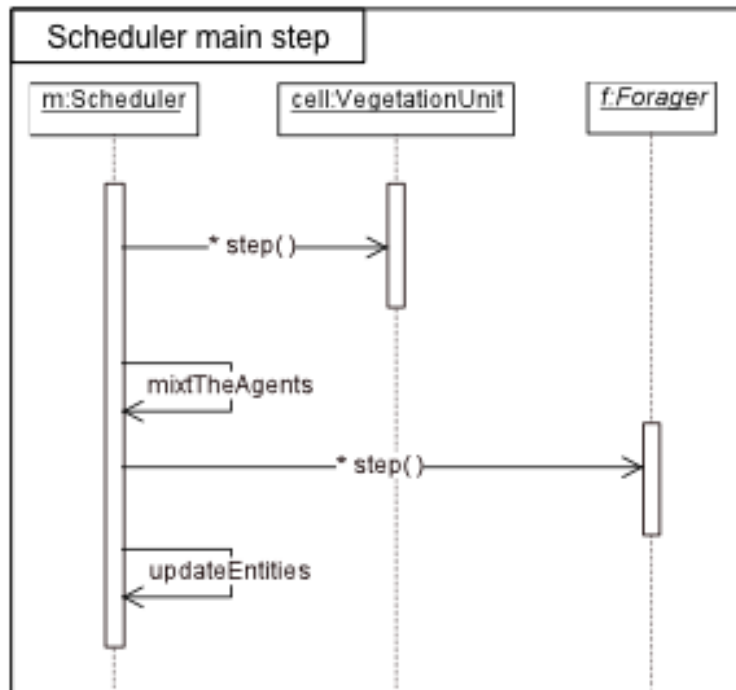 Scheduler main step
m:Scheduler
cell:VegetationUnit
f:Forager
* step( )
mixtTheAgents
* step( )
updateEntities